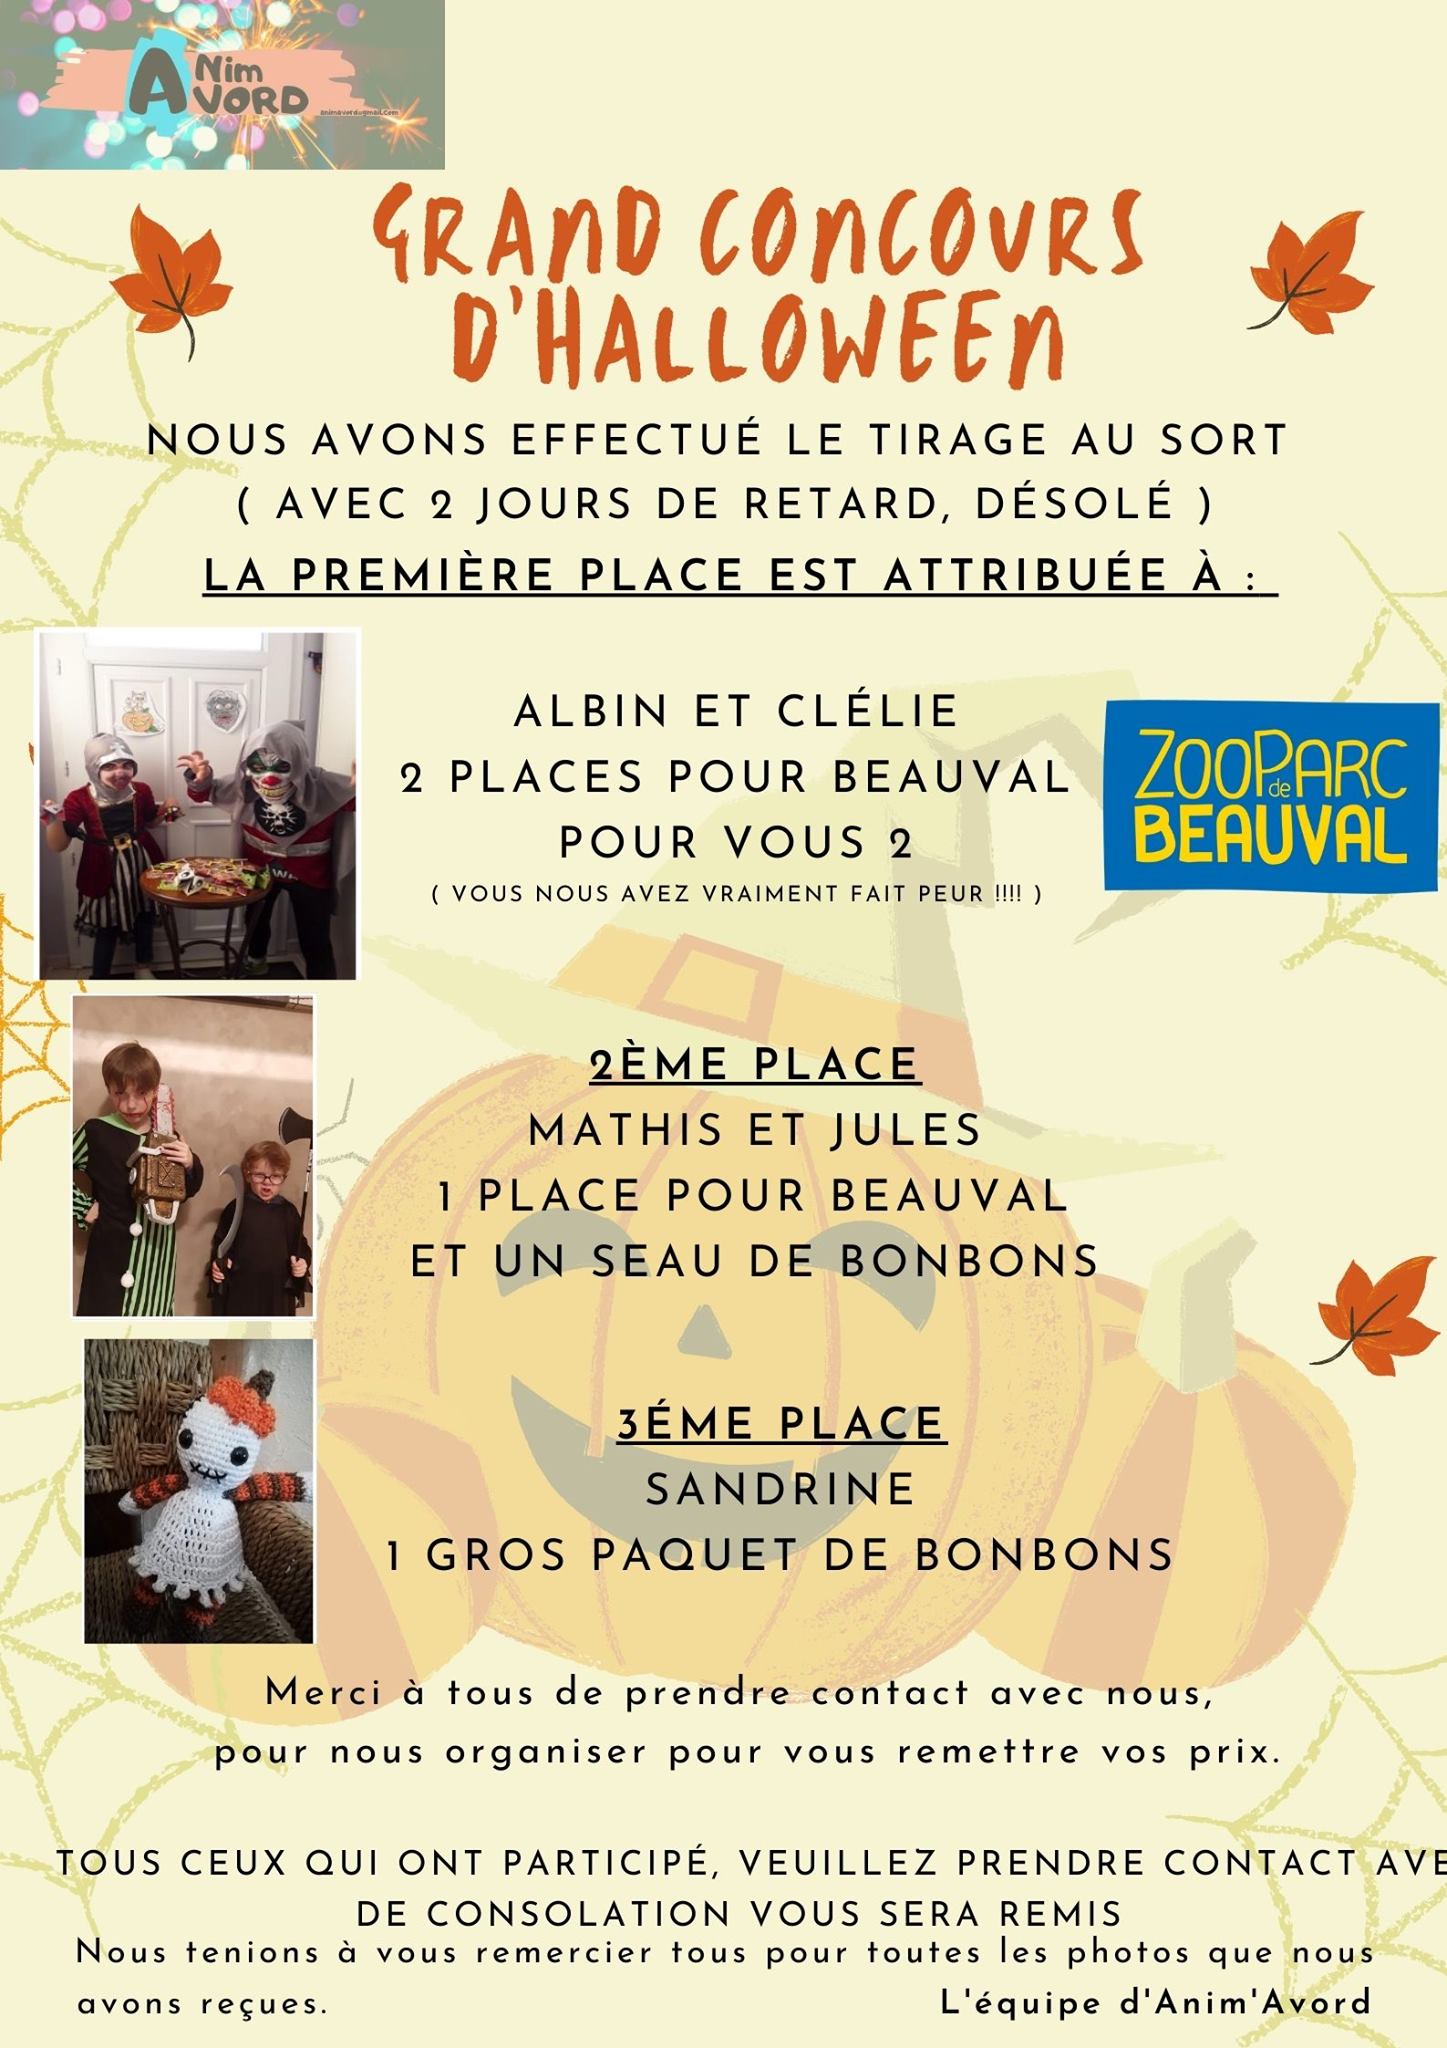 ANim
AVORD
animavord@gmail.com
GRAND CONCOURS
D'HALLOWEEN
NOUS AVONS EFFECTUÉ LE TIRAGE AU SORT
( AVEC 2 JOURS DE RETARD, DÉSOLÉ )
LA PREMIÈRE PLACE EST ATTRIBUÉE À :
ALBIN ET CLÉLIE
2 PLACES POUR BEAUVAL
POUR VOUS 2
( VOUS NOUS AVEZ VRAIMENT FAIT PEUR !!!! )
ZOOPARC
de
BEAUVAL
2ÈME PLACE
MATHIS ET JULES
1 PLACE POUR BEAUVAL
ET UN SEAU DE BONBONS
3ÉME PLACE
SANDRINE
1 GROS PAQUET DE BONBONS
Merci à tous de prendre contact avec nous,
pour nous organiser pour vous remettre vos prix.
TOUS CEUX QUI ONT PARTICIPÉ, VEUILLEZ PRENDRE CONTACT AVE
DE CONSOLATION VOUS SERA REMIS
Nous tenions à vous remercier tous pour toutes les photos que nous
avons reçues.
L'équipe d'Anim'Avord